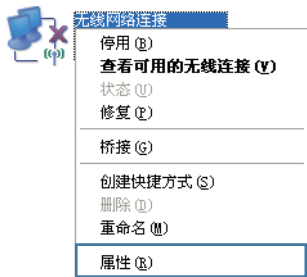 无线网络连接
停用(B)
查看可用的无线连接(V)
状态(U)
修复(P)
桥接(G)
创建快捷方式(S)
删除(D)
重命名(M)
属性(R)